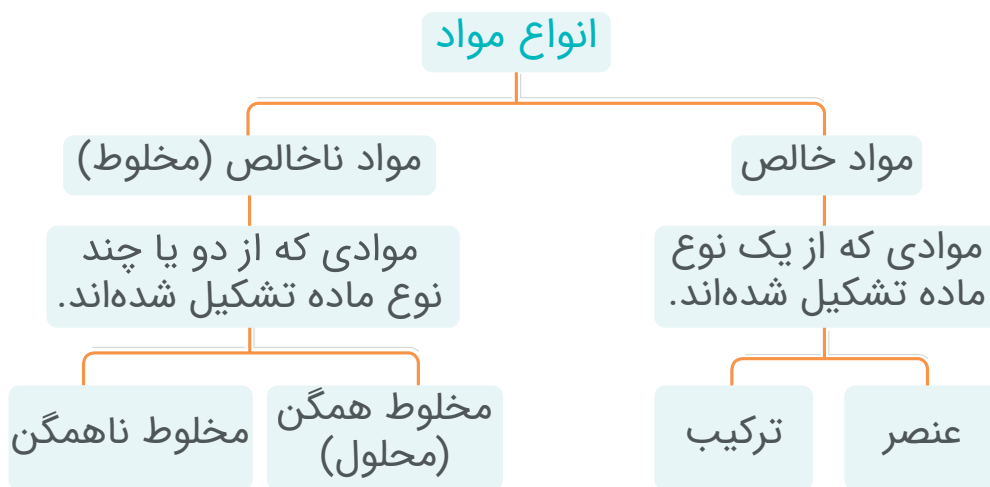 انواع مواد
مواد خالص
مواد ناخالص (مخلوط)
موادی که از یک نوع
ماده تشکیل شده‌اند.
موادی که از دو یا چند
نوع ماده تشکیل شده‌اند.
عنصر
ترکیب
مخلوط همگن
(محلول)
مخلوط ناهمگن